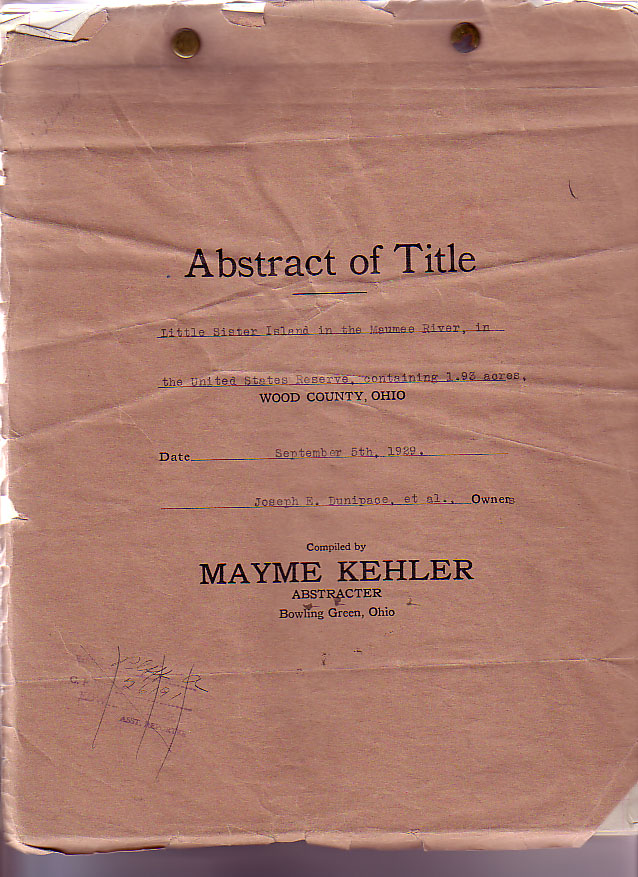 Abstract of Title
Little Sister Island in the Maumee River, in
the United States Reserve, containing 1.93 acres,
WOOD COUNTY, OHIO
Date September 5th, 1929.
Joseph E. Dunipace, et al., Owners
Compiled by
MAYME KEHLER
ABSTRACTER
Bowling Green, Ohio
ASST.